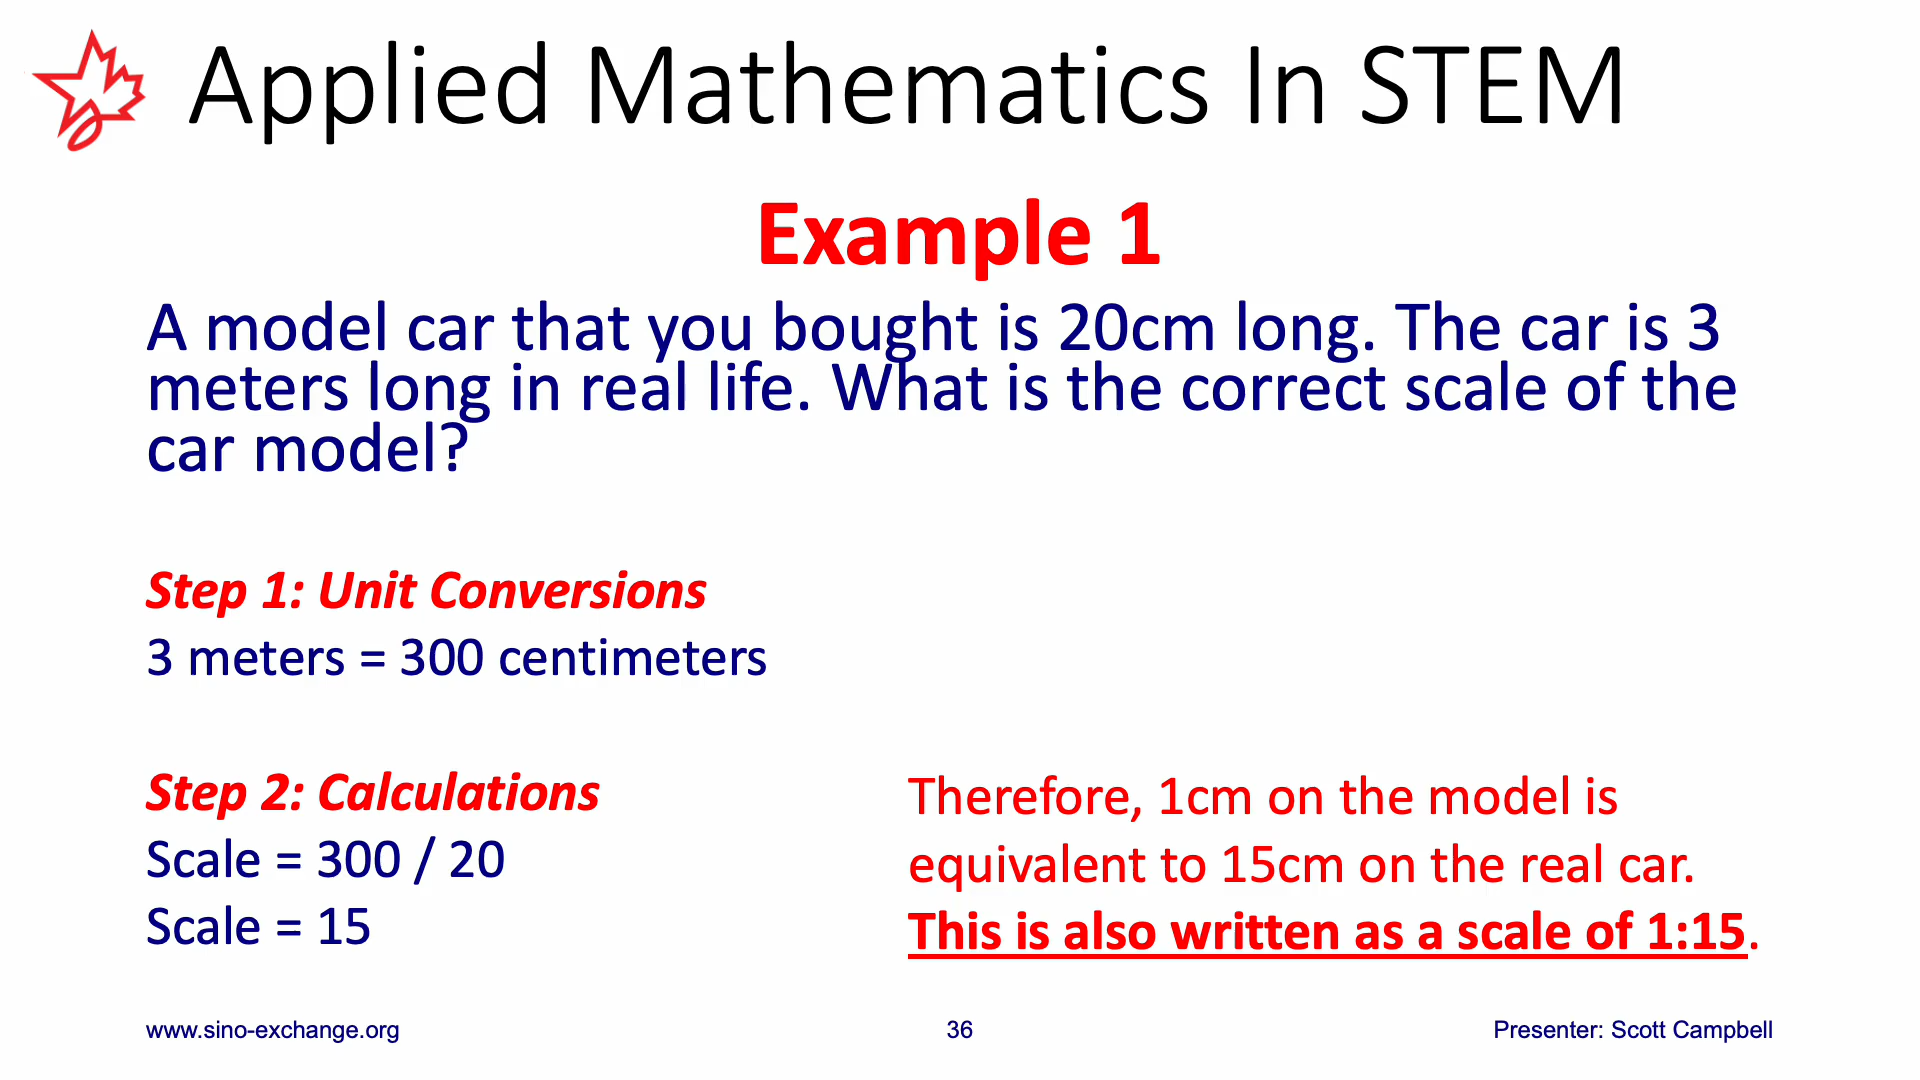 Applied Mathematics In STEM
Example 1
A model car that you bought is 20cm long. The car is 3
meters long in real life. What is the correct scale of the
car model?
Step 1: Unit Conversions
3 meters = 300 centimeters
Step 2: Calculations
Scale = 300 / 20
Scale = 15
Therefore, 1cm on the model is
equivalent to 15cm on the real car.
This is also written as a scale of 1:15.
www.sino-exchange.org
36
Presenter: Scott Campbell